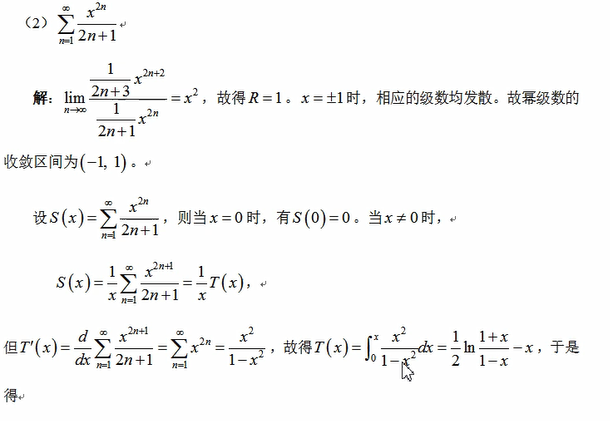 （2） $\sum_{n=1}^{\infty} \frac{x^{2n}}{2n+1}$
解： $\lim_{n\to\infty} \frac{\frac{1}{2n+3}x^{2n+2}}{\frac{1}{2n+1}x^{2n}} = x^2$ ，故得 $R=1$ 。 $x=\pm 1$ 时，相应的级数均发散。故幂级数的
收敛区间为 $(-1, 1)$ 。
设 $S(x)=\sum_{n=1}^{\infty} \frac{x^{2n}}{2n+1}$ ，则当 $x=0$ 时，有 $S(0)=0$ 。当 $x\neq 0$ 时，
$S(x)=\frac{1}{x}\sum_{n=1}^{\infty} \frac{x^{2n+1}}{2n+1}=\frac{1}{x}T(x)$ ，
但 $T'(x)=\frac{d}{dx}\sum_{n=1}^{\infty} \frac{x^{2n+1}}{2n+1}=\sum_{n=1}^{\infty} x^{2n}=\frac{x^2}{1-x^2}$ ，故得 $T(x)=\int_0^x \frac{x^2}{1-x^2}dx=\frac{1}{2}\ln\frac{1+x}{1-x}-x$ ，于是
得